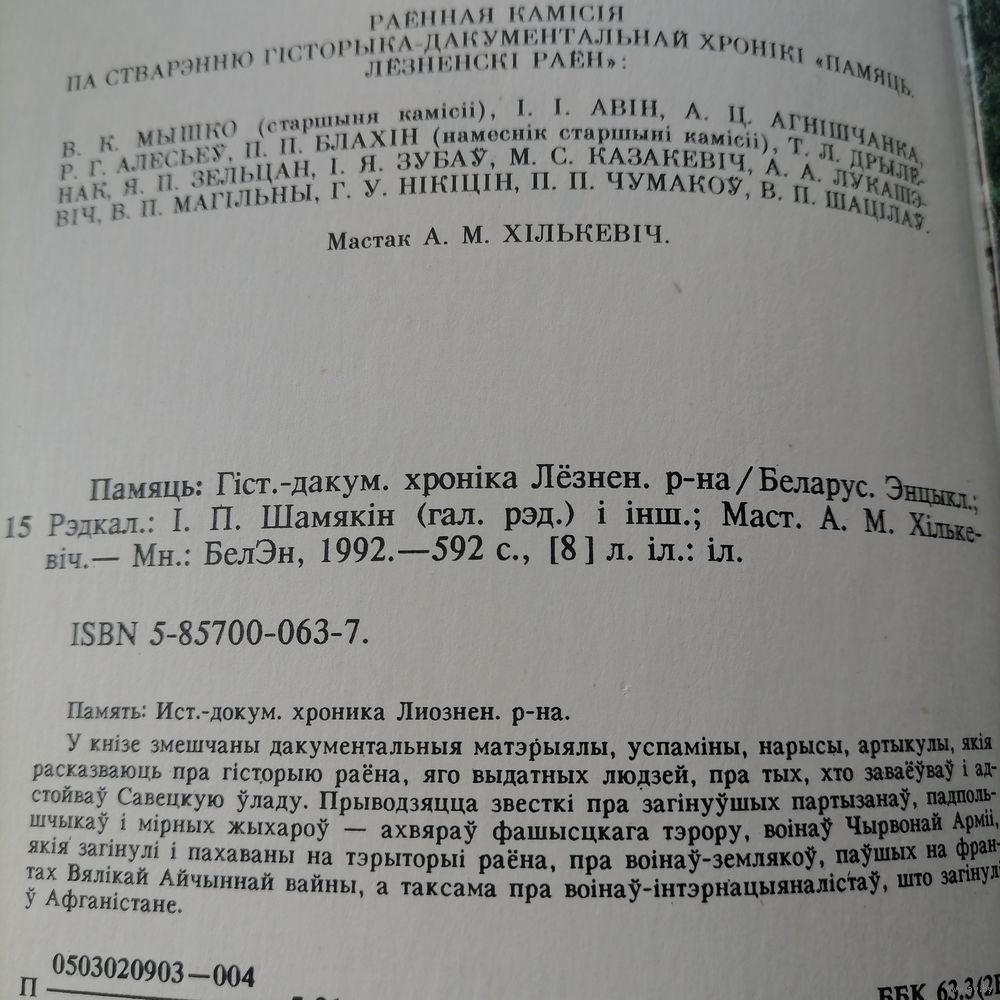 РАЁННАЯ КАМІСІЯ
ПА СТВАРЭННЮ ГІСТОРЫКА-ДАКУМЕНТАЛЬНАЙ ХРОНІКІ «ПАМЯЦЬ.
ЛЁЗНЕНСКІ РАЁН»:
В. К. МЫШКО (старшыня камісіі), І. І. АВІН, А. Ц. АГНІШЧАНКА,
Р. Г. АЛЕСЬЕЎ, П. П. БЛАХІН (намеснік старшыні камісіі), Т. Л. ДРЫЛЁ-
НАК, Я. П. ЗЕЛЬЦАН, І. Я. ЗУБАЎ, М. С. КАЗАКЕВІЧ, А. А. ЛУКАШЭ-
ВІЧ, В. П. МАГІЛЬНЫ, Г. У. НІКІЦІН, П. П. ЧУМАКОЎ, В. П. ШАЦІЛАЎ.
Мастак А. М. ХІЛЬКЕВІЧ.
Памяць: Гіст.-дакум. хроніка Лёзнен. р-на / Беларус. Энцыкл.;
15 Рэдкал.: І. П. Шамякін (гал. рэд.) і інш.; Маст. А. М. Хільке-
віч.— Мн.: БелЭн, 1992.—592 с., [8] л. іл.: іл.
ISBN 5-85700-063-7.
Память: Ист.-докум. хроника Лиознен. р-на.
У кнізе змешчаны дакументальныя матэрыялы, успаміны, нарысы, артыкулы, якія
расказваюць пра гісторыю раёна, яго выдатных людзей, пра тых, хто заваёўваў і ад-
стойваў Савецкую ўладу. Прыводзяцца звесткі пра загінуўшых партызанаў, падполь-
шчыкаў і мірных жыхароў — ахвяраў фашысцкага тэрору, воінаў Чырвонай Арміі,
якія загінулі і пахаваны на тэрыторыі раёна, пра воінаў-землякоў, паўшых на фран-
тах Вялікай Айчыннай вайны, а таксама пра воінаў-інтэрнацыяналістаў, што загінулі
ў Афганістане.
0503020903—004
П
ББК 63.3(2Б